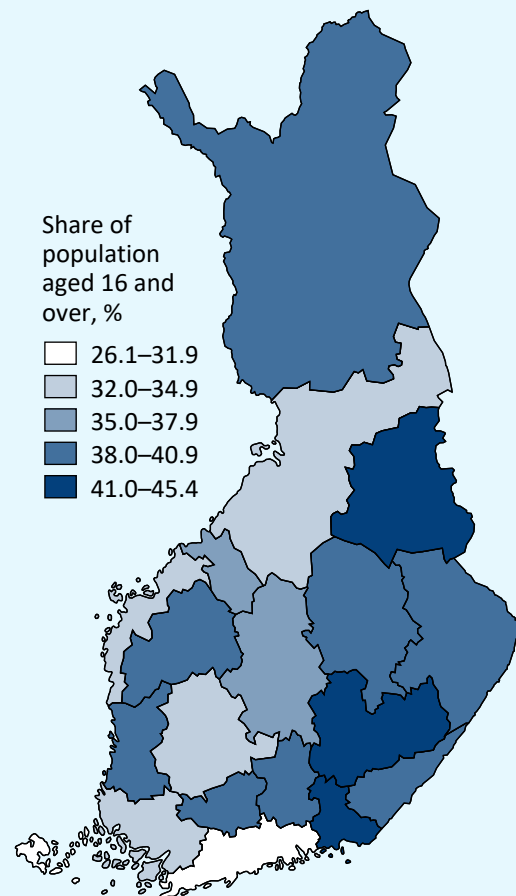 Share of
population
aged 16 and
over, %
26.1–31.9
32.0–34.9
35.0–37.9
38.0–40.9
41.0–45.4